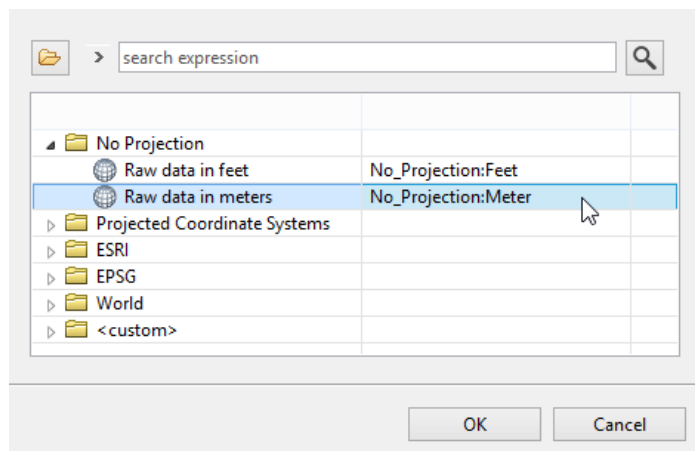 search expression
No Projection
Raw data in feet No_Projection:Feet
Raw data in meters No_Projection:Meter
Projected Coordinate Systems
ESRI
EPSG
World
<custom>
OK Cancel